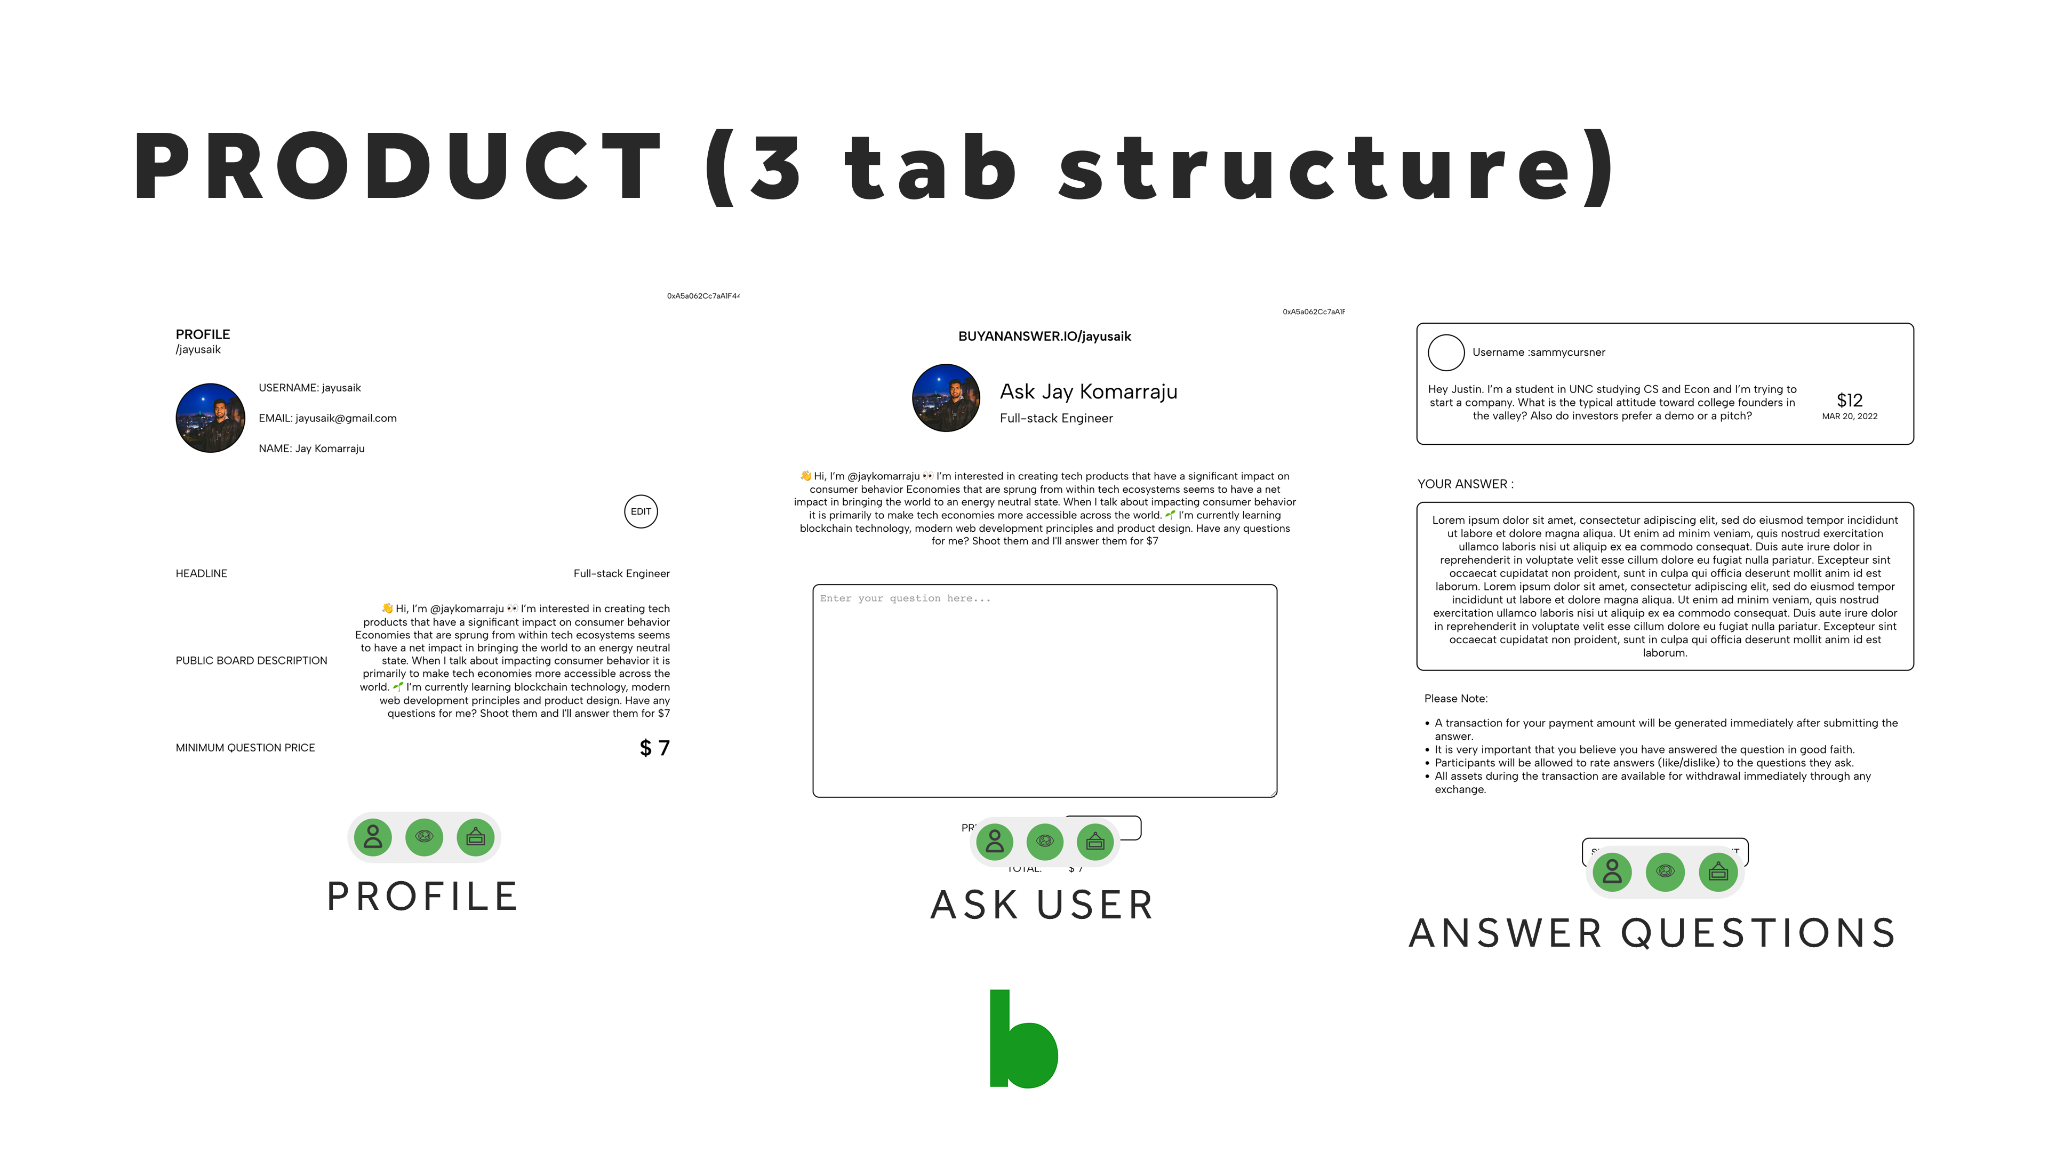 PRODUCT (3 tab structure)
0xA5a062Cc7aA1F44
PROFILE
/jayusaik
USERNAME: jayusaik
EMAIL: jayusaik@gmail.com
NAME: Jay Komarraju
EDIT
HEADLINE
Full-stack Engineer
PUBLIC BOARD DESCRIPTION
👋 Hi, I'm @jaykomarraju 👀 I'm interested in creating tech
products that have a significant impact on consumer behavior
Economies that are sprung from within tech ecosystems seems
to have a net impact in bringing the world to an energy neutral
state. When I talk about impacting consumer behavior it is
primarily to make tech economies more accessible across the
world. 🌱 I'm currently learning blockchain technology, modern
web development principles and product design. Have any
questions for me? Shoot them and I'll answer them for $7
MINIMUM QUESTION PRICE
$ 7
PROFILE
0xA5a062Cc7aA1F
BUYANANSWER.IO/jayusaik
Ask Jay Komarraju
Full-stack Engineer
👋 Hi, I'm @jaykomarraju 👀 I'm interested in creating tech products that have a significant impact on
consumer behavior Economies that are sprung from within tech ecosystems seems to have a net
impact in bringing the world to an energy neutral state. When I talk about impacting consumer behavior
it is primarily to make tech economies more accessible across the world. 🌱 I'm currently learning
blockchain technology, modern web development principles and product design. Have any questions
for me? Shoot them and I'll answer them for $7
Enter your question here...
TOTAL: $ 7
ASK USER
Username :sammycursner
Hey Justin. I'm a student in UNC studying CS and Econ and I'm trying to
start a company. What is the typical attitude toward college founders in
the valley? Also do investors prefer a demo or a pitch?
$12
MAR 20, 2022
YOUR ANSWER :
Lorem ipsum dolor sit amet, consectetur adipiscing elit, sed do eiusmod tempor incididunt
ut labore et dolore magna aliqua. Ut enim ad minim veniam, quis nostrud exercitation
ullamco laboris nisi ut aliquip ex ea commodo consequat. Duis aute irure dolor in
reprehenderit in voluptate velit esse cillum dolore eu fugiat nulla pariatur. Excepteur sint
occaecat cupidatat non proident, sunt in culpa qui officia deserunt mollit anim id est
laborum. Lorem ipsum dolor sit amet, consectetur adipiscing elit, sed do eiusmod tempor
incididunt ut labore et dolore magna aliqua. Ut enim ad minim veniam, quis nostrud
exercitation ullamco laboris nisi ut aliquip ex ea commodo consequat. Duis aute irure dolor
in reprehenderit in voluptate velit esse cillum dolore eu fugiat nulla pariatur. Excepteur sint
occaecat cupidatat non proident, sunt in culpa qui officia deserunt mollit anim id est
laborum.
Please Note:
• A transaction for your payment amount will be generated immediately after submitting the
answer.
• It is very important that you believe you have answered the question in good faith.
• Participants will be allowed to rate answers (like/dislike) to the questions they ask.
• All assets during the transaction are available for withdrawal immediately through any
exchange.
ANSWER QUESTIONS
b